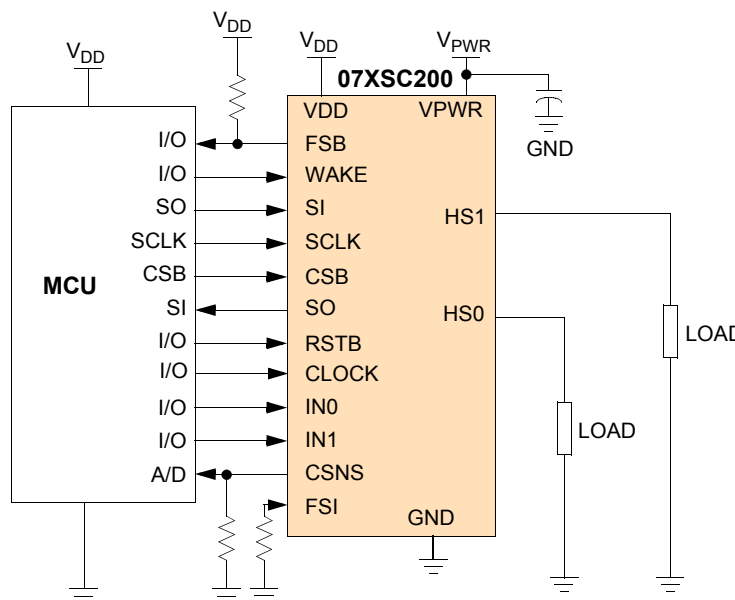 VDD
VDD
VDD
VPWR
07XSC200
VDD
VPWR
GND
I/O
FSB
I/O
WAKE
SO
SI
HS1
SCLK
SCLK
CSB
CSB
MCU
SI
SO
HS0
I/O
RSTB
LOAD
I/O
CLOCK
I/O
IN0
I/O
IN1
LOAD
A/D
CSNS
FSI
GND